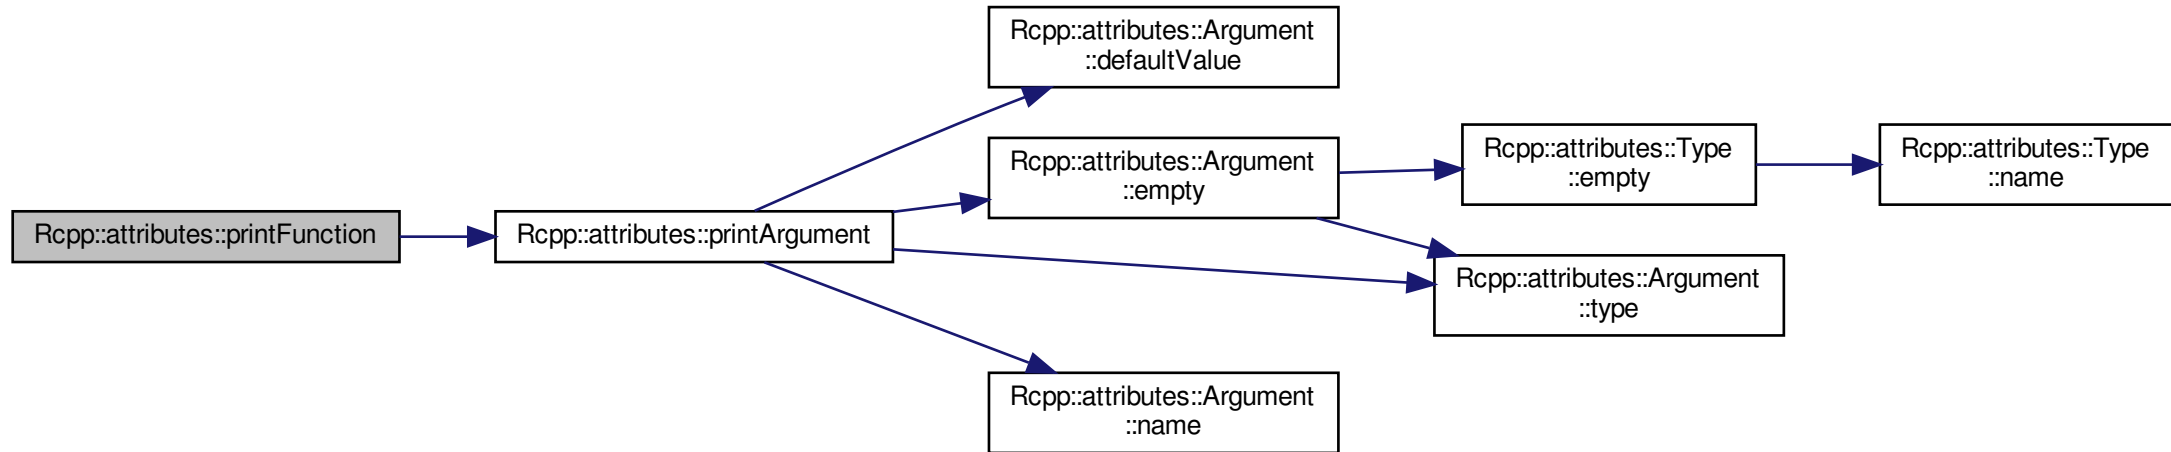 Rcpp::attributes::printFunction
Rcpp::attributes::printArgument
Rcpp::attributes::Argument
::defaultValue
Rcpp::attributes::Argument
::empty
Rcpp::attributes::Type
::empty
Rcpp::attributes::Type
::name
Rcpp::attributes::Argument
::type
Rcpp::attributes::Argument
::name